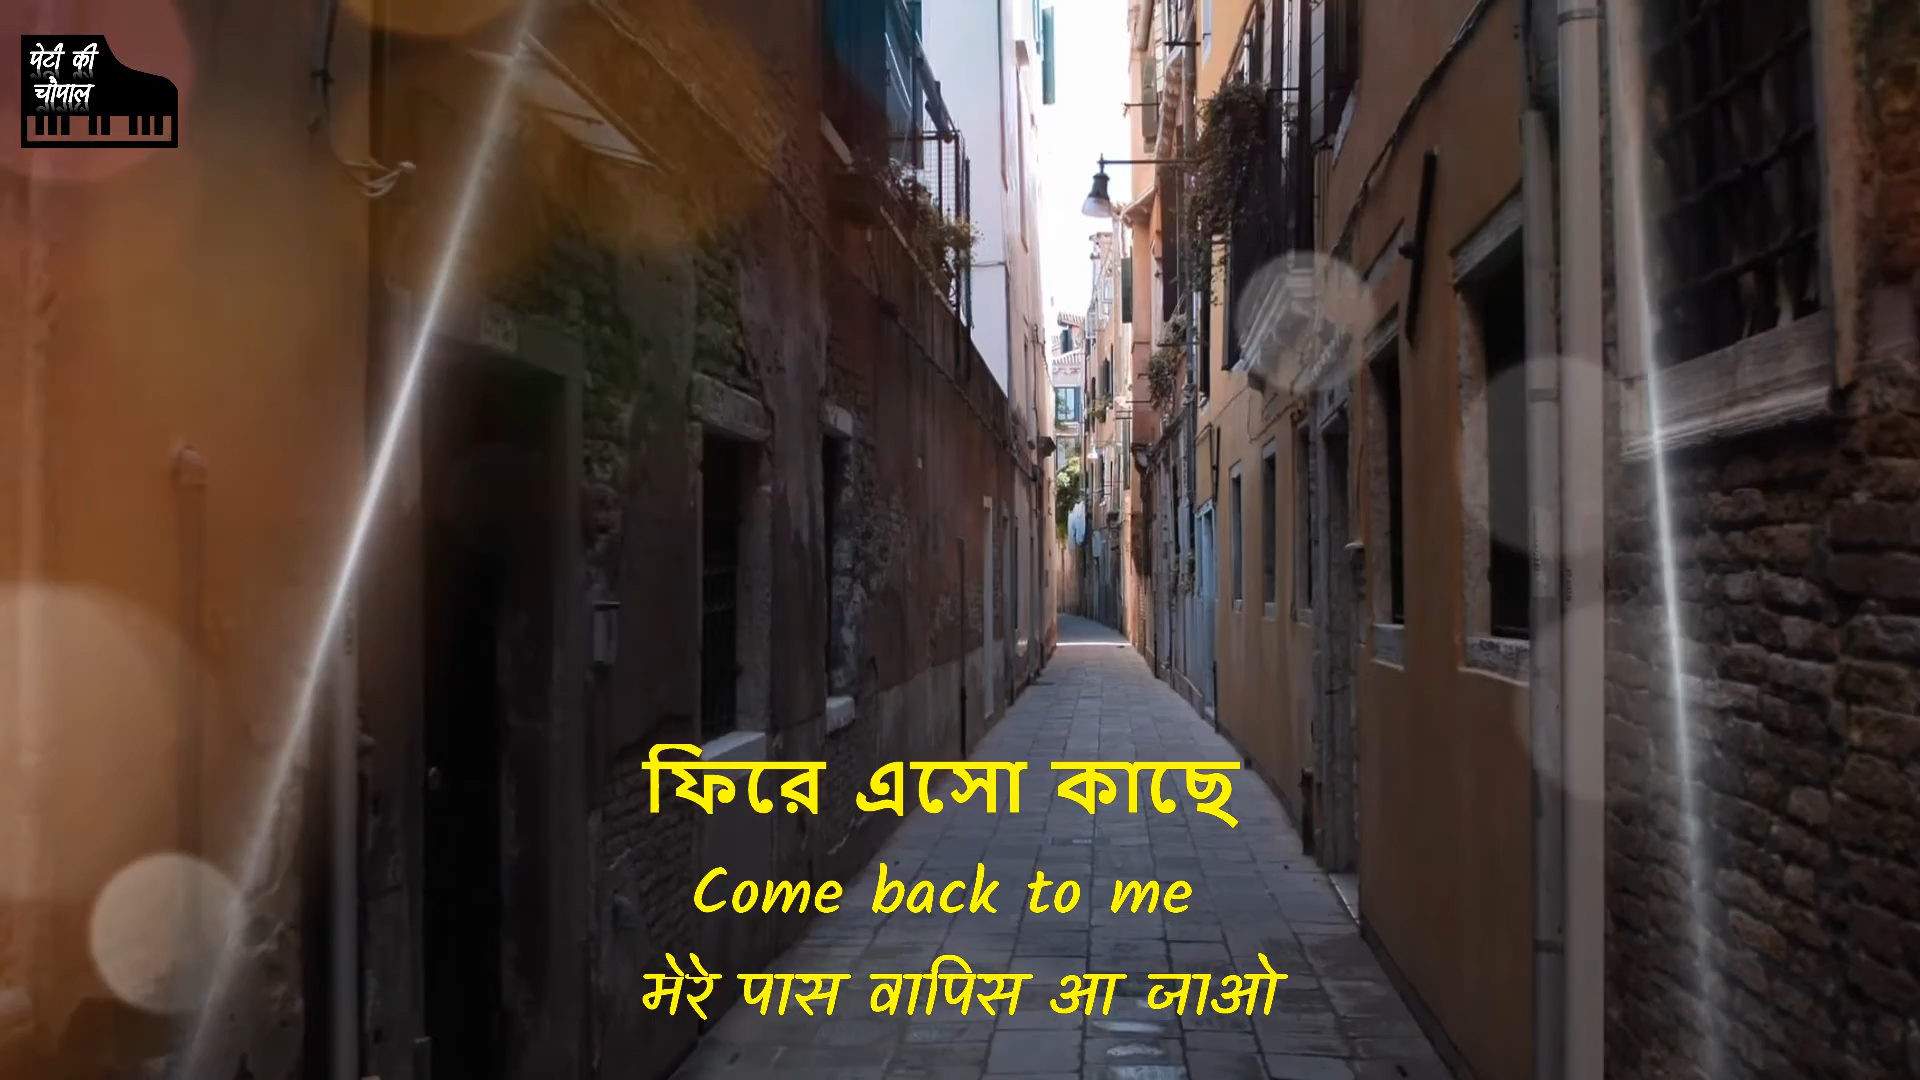 पेटी की
चौपाल
ফিরে এসো কাছে
Come back to me
मेरे पास वापिस आ जाओ